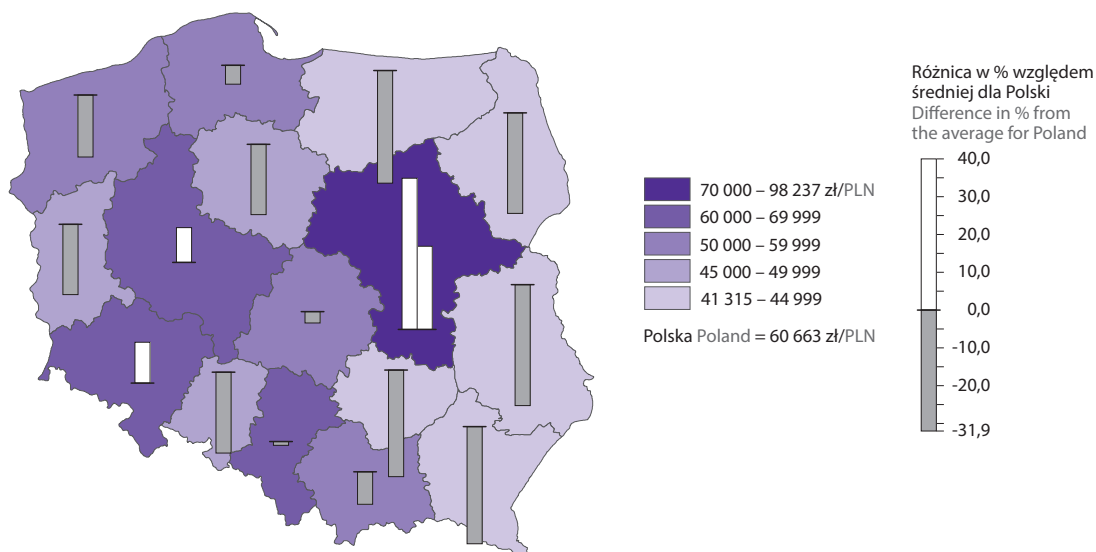 Różnica w % względem
średniej dla Polski
Difference in % from
the average for Poland
70 000 – 98 237 zł/PLN
60 000 – 69 999
50 000 – 59 999
45 000 – 49 999
41 315 – 44 999
Polska Poland = 60 663 zł/PLN
40,0
30,0
20,0
10,0
0,0
-10,0
-20,0
-31,9